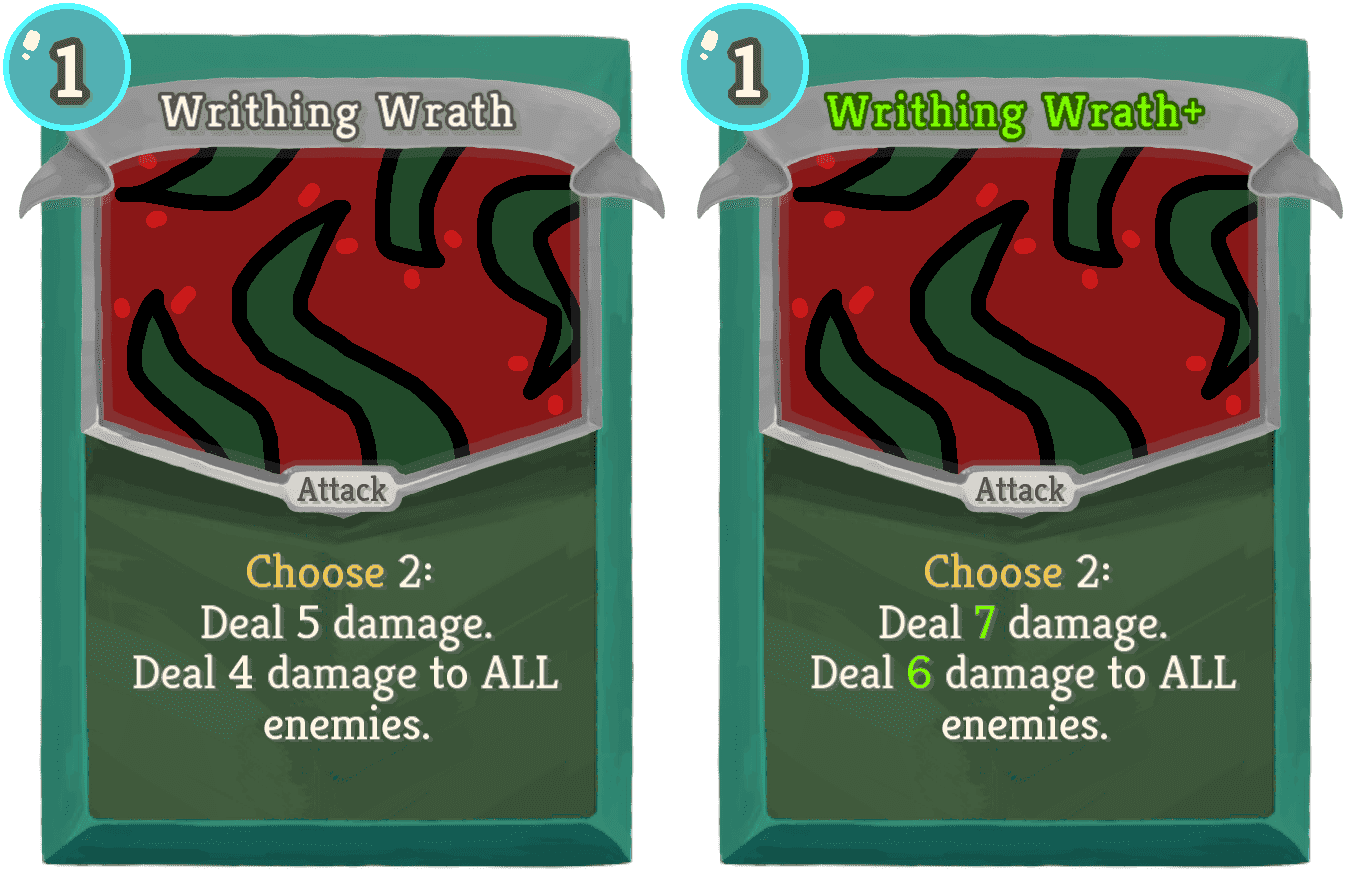 1
Writhing Wrath
Attack
Choose 2:
Deal 5 damage.
Deal 4 damage to ALL
enemies.
1
Writhing Wrath+
Attack
Choose 2:
Deal 7 damage.
Deal 6 damage to ALL
enemies.